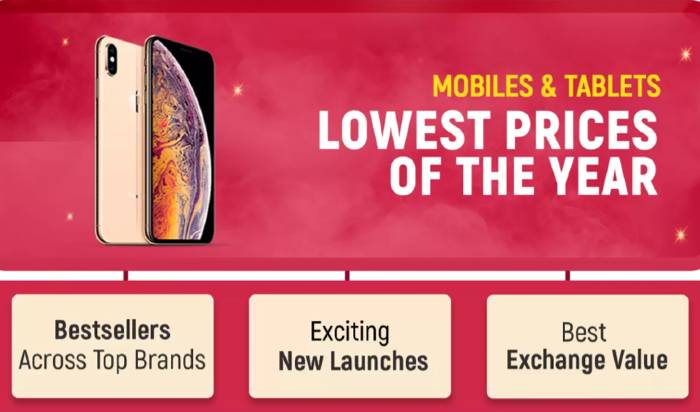 MOBILES & TABLETS
LOWEST PRICES
OF THE YEAR
Bestsellers
Across Top Brands
Exciting
New Launches
Best
Exchange Value